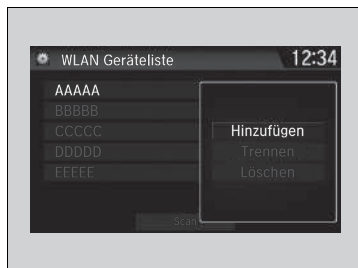 WLAN Geräteliste
12:34
AAAAA
BBBBB
CCCCC
DDDDD
EEEEE
Hinzufügen
Trennen
Löschen
Scan